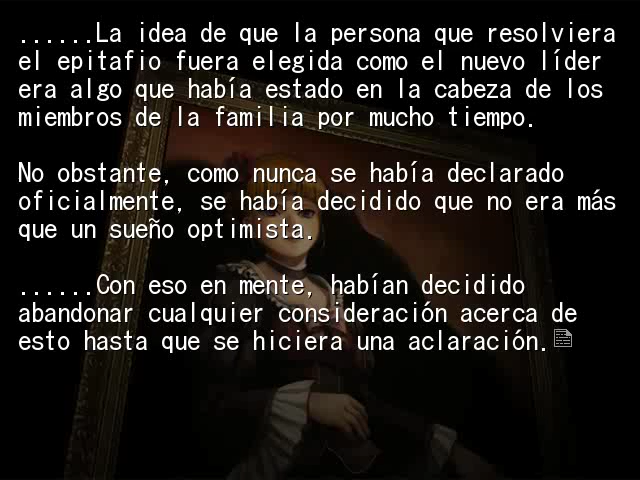 ......La idea de que la persona que resolviera
el epitafio fuera elegida como el nuevo líder
era algo que había estado en la cabeza de los
miembros de la familia por mucho tiempo.
No obstante, como nunca se había declarado
oficialmente, se había decidido que no era más
que un sueño optimista.
......Con eso en mente, habían decidido
abandonar cualquier consideración acerca de
esto hasta que se hiciera una aclaración.